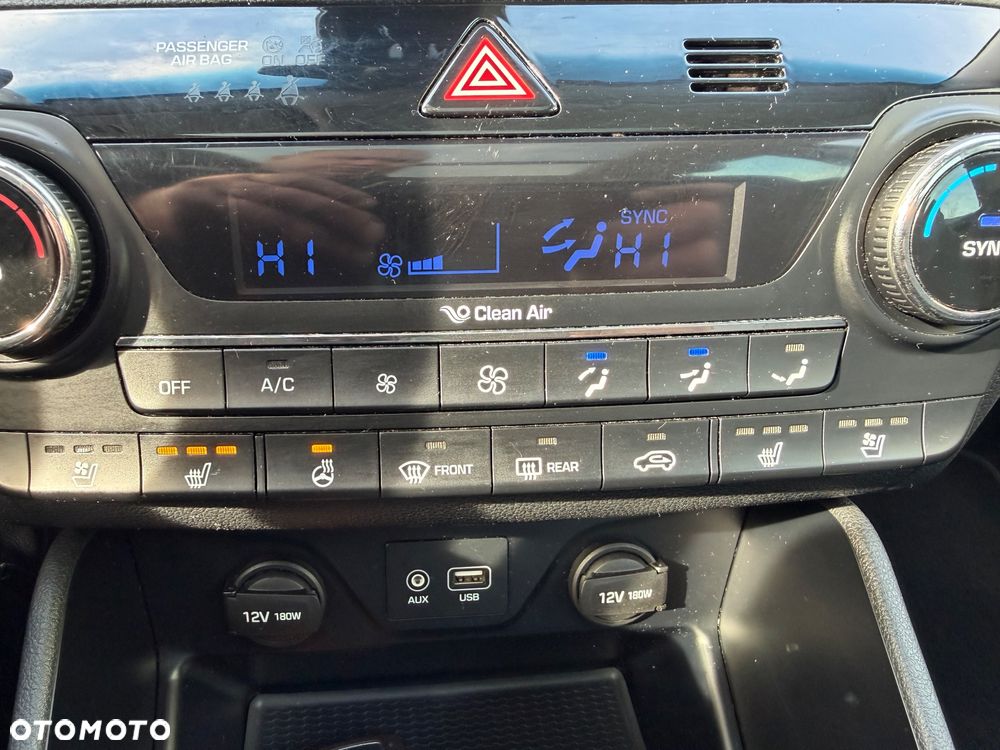 PASSENGER
AIR BAG
ON OFF
SYNC
HI
HI
SYNC
Clean Air
OFF
A/C
FRONT
REAR
AUX
USB
12V 180W
12V 180W
OTOMOTO